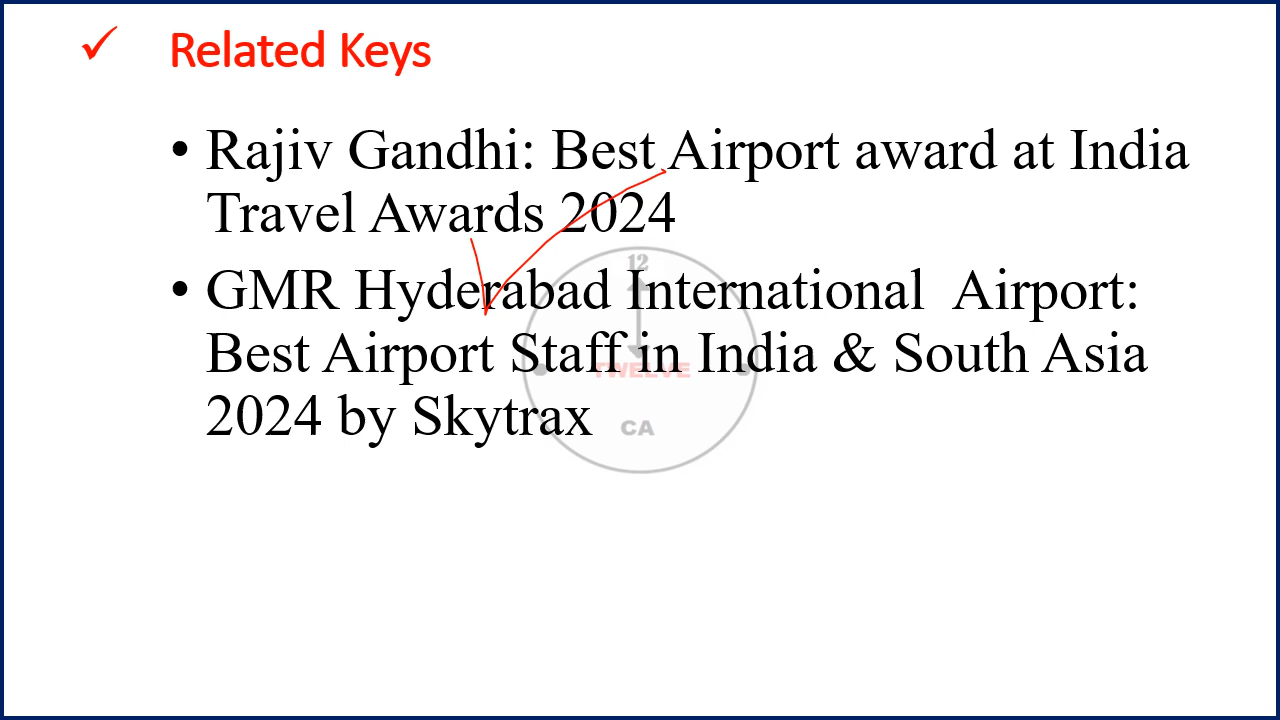 ✓ Related Keys
• Rajiv Gandhi: Best Airport award at India
Travel Awards 2024
• GMR Hyderabad International  Airport:
Best Airport Staff in India & South Asia
2024 by Skytrax
12
TWELVE
CA